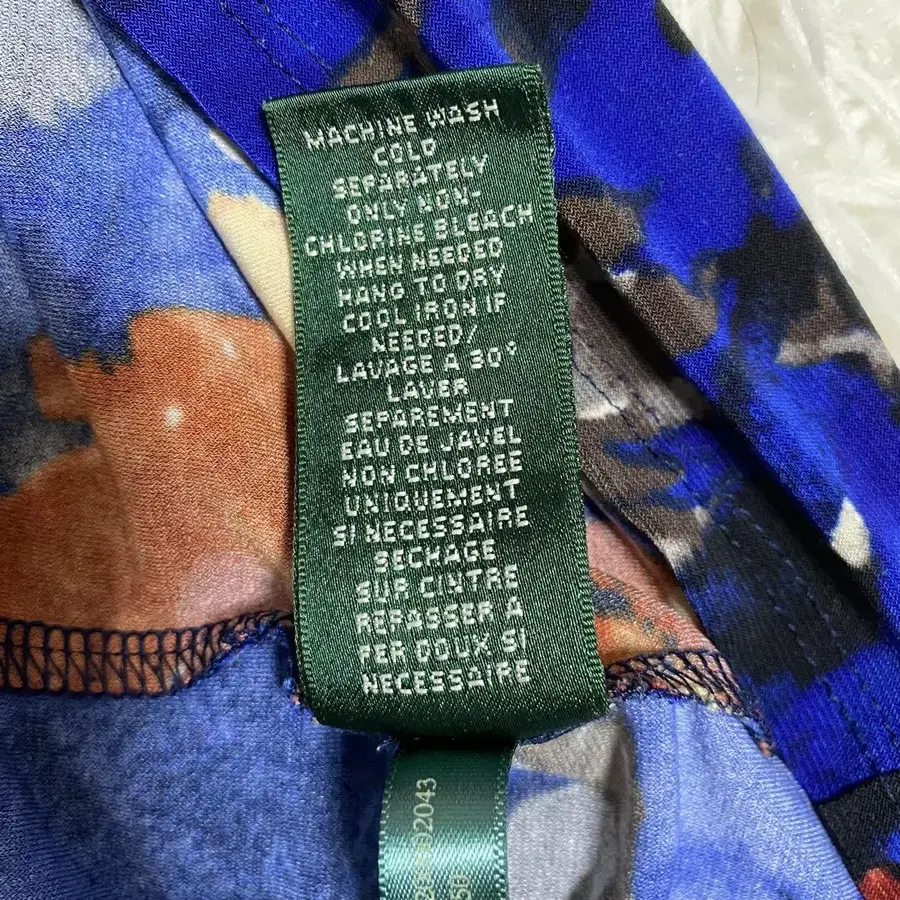 MACHINE WASH
COLD
SEPARATELY
ONLY NON-
CHLORINE BLEACH
WHEN NEEDED
HANG TO DRY
COOL IRON IF
NEEDED/
LAVAGE A 30°
LAVER
SEPAREMENT
EAU DE JAVEL
NON CHLOREE
UNIQUEMENT
SI NECESSAIRE
SECHAGE
SUR CINTRE
REPASSER A
FER DOUX SI
NECESSAIRE